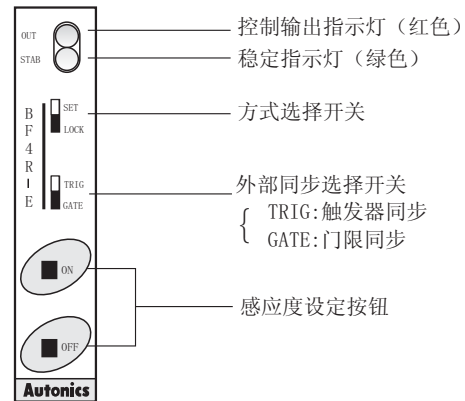 OUT
STAB
控制输出指示灯（红色）
稳定指示灯（绿色）
SET
LOCK
方式选择开关
BF4R-E
TRIG
GATE
外部同步选择开关
TRIG:触发器同步
GATE:门限同步
ON
OFF
感应度设定按钮
Autonics